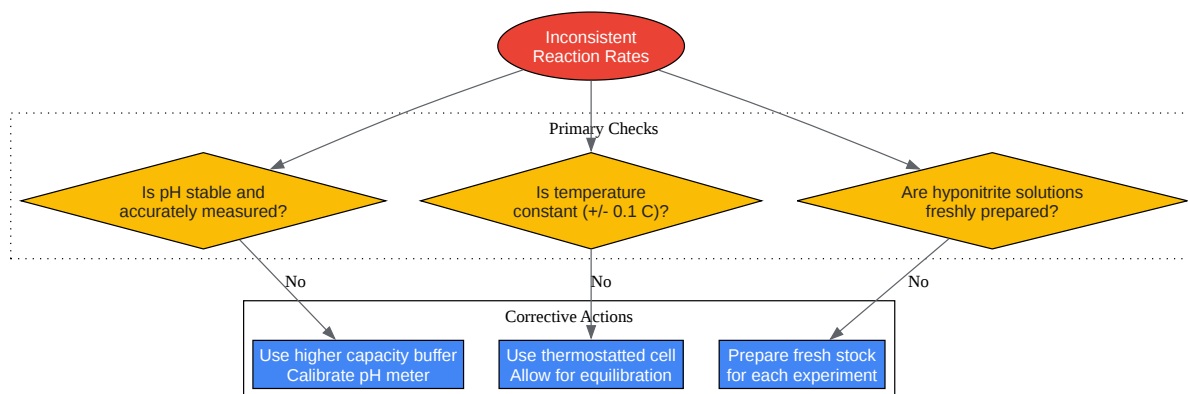 Inconsistent
Reaction Rates
Primary Checks
Is pH stable and
accurately measured?
Is temperature
constant (+/- 0.1 C)?
Are hyponitrite solutions
freshly prepared?
No
No
No
Corrective Actions
Use higher capacity buffer
Calibrate pH meter
Use thermostatted cell
Allow for equilibration
Prepare fresh stock
for each experiment